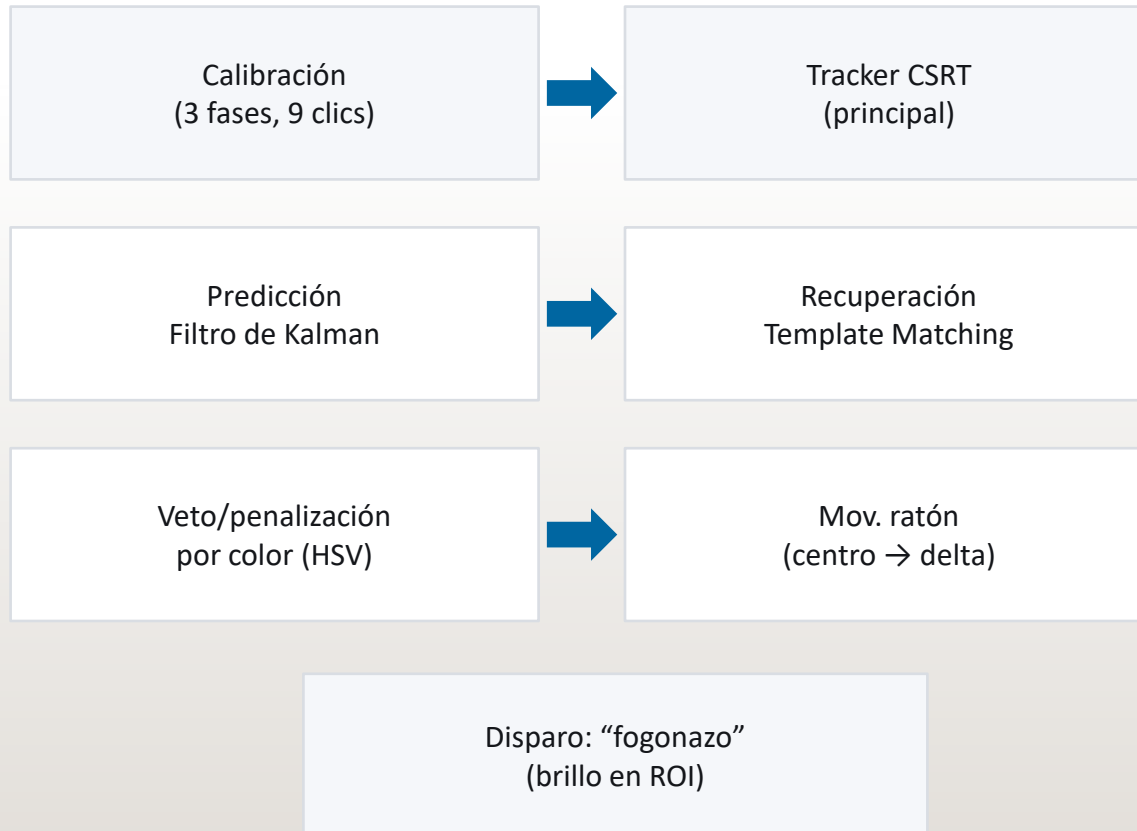 Calibración
(3 fases, 9 clics)
Tracker CSRT
(principal)
Predicción
Filtro de Kalman
Recuperación
Template Matching
Veto/penalización
por color (HSV)
Mov. ratón
(centro → delta)
Disparo: “fogonazo”
(brillo en ROI)